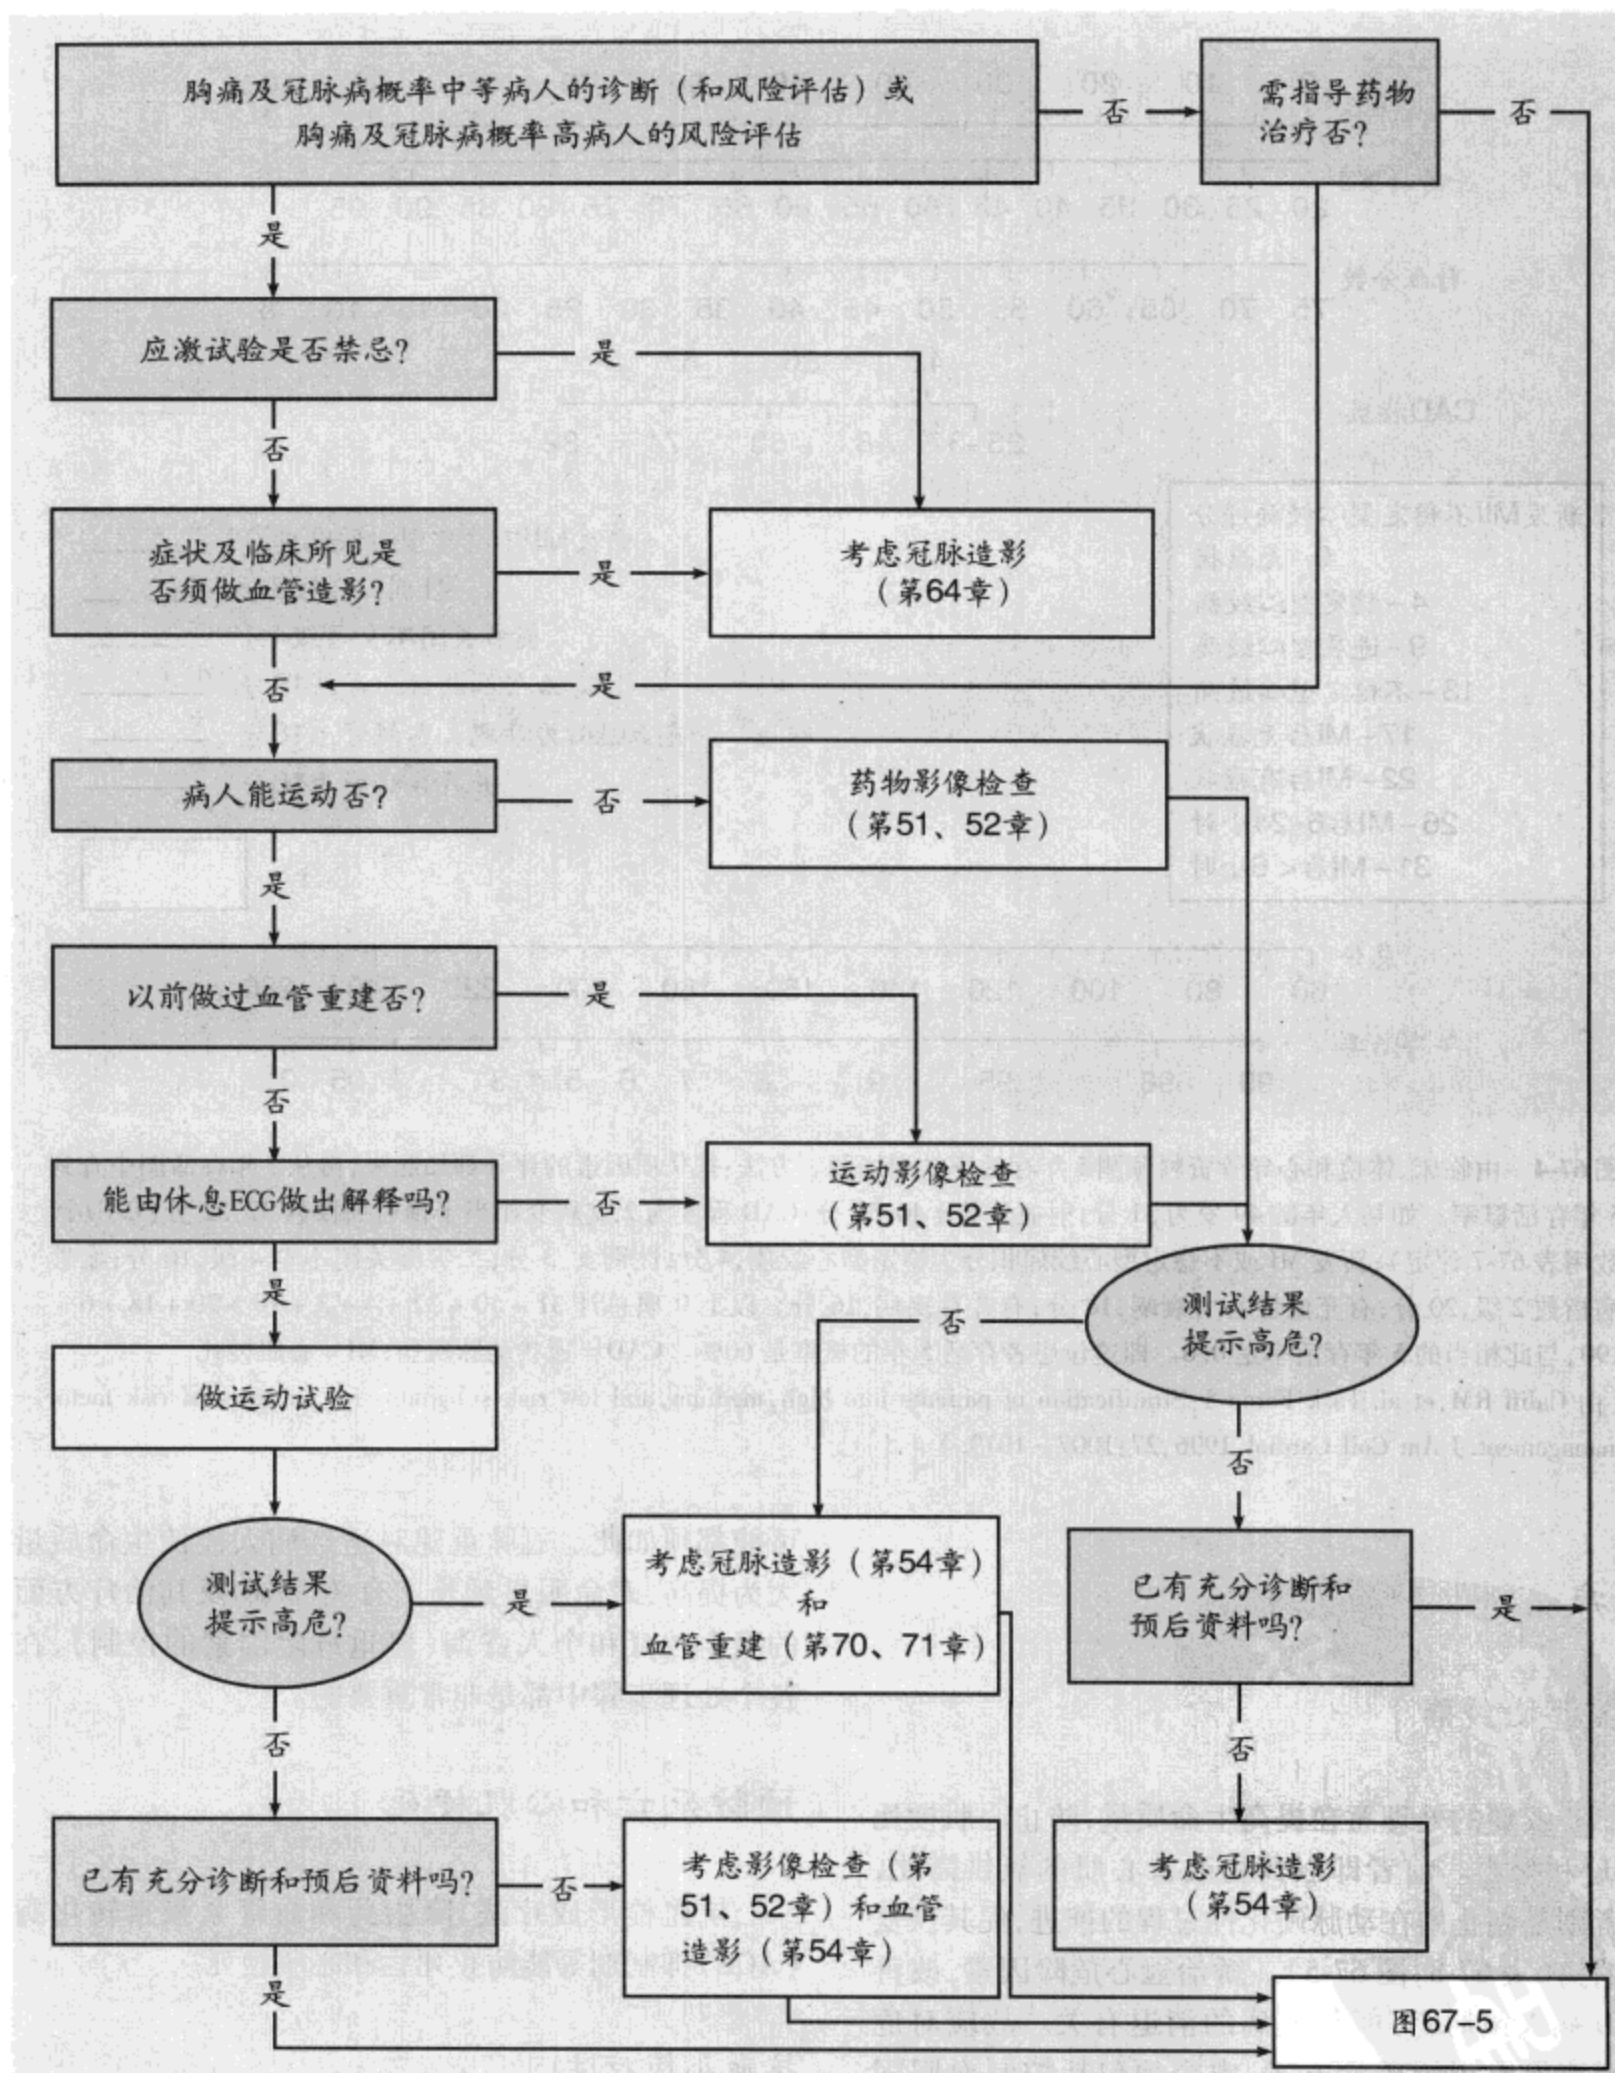 胸痛及冠脉病概率中等病人的诊断（和风险评估）或
胸痛及冠脉病概率高病人的风险评估
否
需指导药物
治疗否？
否
是
应激试验是否禁忌？
是
否
症状及临床所见是
否须做血管造影？
是
考虑冠脉造影
（第64章）
否
是
病人能运动否？
否
药物影像检查
（第51、52章）
是
以前做过血管重建否？
是
否
能由休息ECG做出解释吗？
否
运动影像检查
（第51、52章）
是
测试结果
提示高危？
否
否
做运动试验
测试结果
提示高危？
是
考虑冠脉造影（第54章）
和
血管重建（第70、71章）
已有充分诊断和
预后资料吗？
是
否
否
已有充分诊断和预后资料吗？
否
考虑影像检查（第
51、52章）和血管
造影（第54章）
考虑冠脉造影
（第54章）
是
图67-5